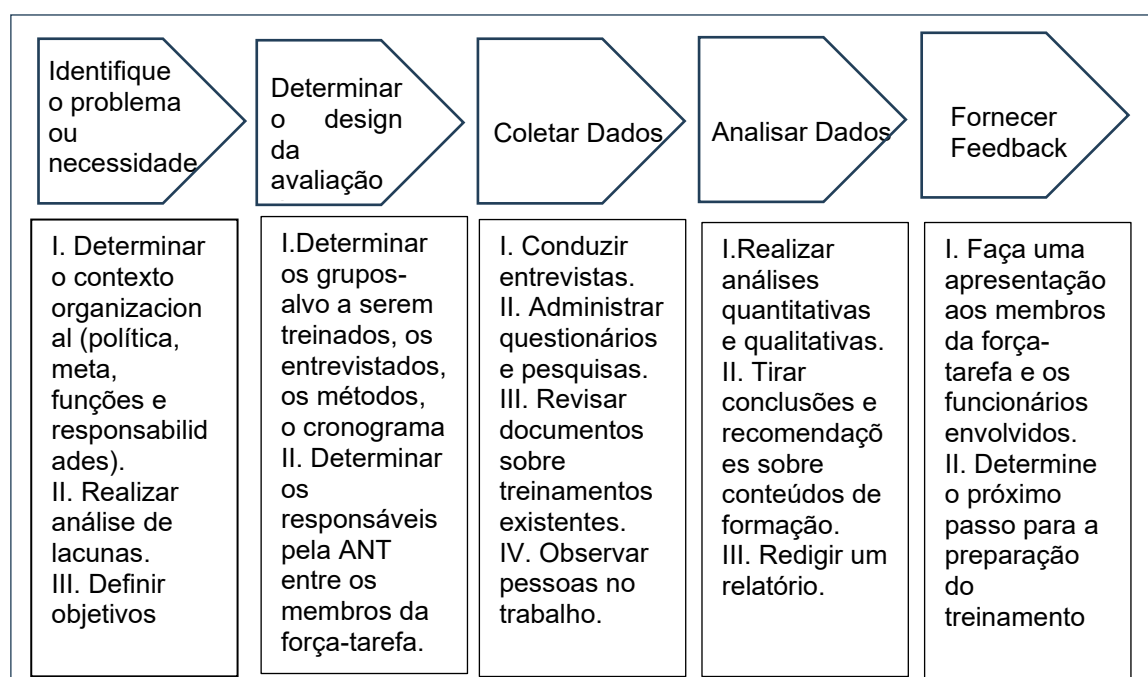 Identifique
o problema
ou
necessidade
Determinar
o design
da
avaliação
Coletar Dados
Analisar Dados
Fornecer
Feedback
I. Determinar
o contexto
organizacion
al (política,
meta,
funções e
responsabilid
ades).
II. Realizar
análise de
lacunas.
III. Definir
objetivos
I.Determinar
os grupos-
alvo a serem
treinados, os
entrevistados,
os métodos,
o cronograma
II. Determinar
os
responsáveis
pela ANT
entre os
membros da
força-tarefa.
I. Conduzir
entrevistas.
II. Administrar
questionários
e pesquisas.
III. Revisar
documentos
sobre
treinamentos
existentes.
IV. Observar
pessoas no
trabalho.
I.Realizar
análises
quantitativas
e qualitativas.
II. Tirar
conclusões e
recomendaçõ
es sobre
conteúdos de
formação.
III. Redigir um
relatório.
I. Faça uma
apresentação
aos membros
da força-
tarefa e os
funcionários
envolvidos.
II. Determine
o próximo
passo para a
preparação
do
treinamento